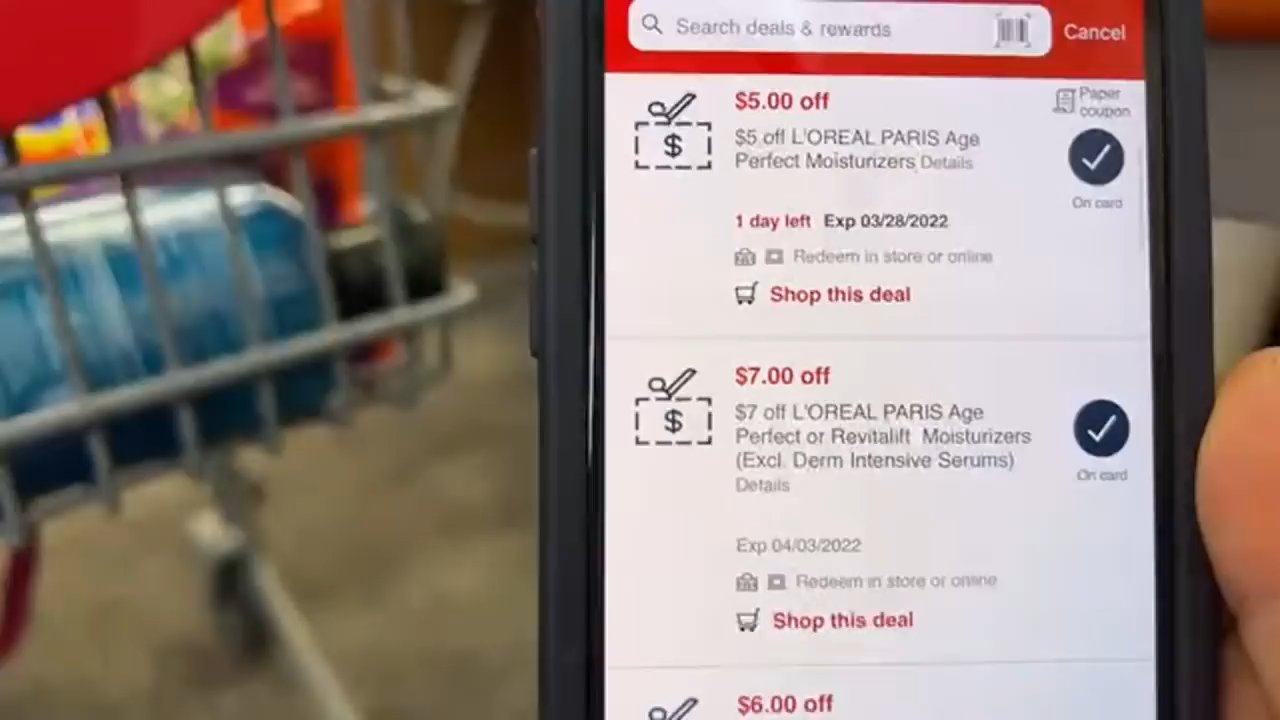 Search deals & rewards
Cancel
$5.00 off
Paper
coupon
$5 off L'OREAL PARIS Age
Perfect Moisturizers Details
On card
1 day left Exp 03/28/2022
Redeem in store or online
Shop this deal
$7.00 off
$7 off L'OREAL PARIS Age
Perfect or Revitalift Moisturizers
(Excl. Derm Intensive Serums)
Details
On card
Exp 04/03/2022
Redeem in store or online
Shop this deal
$6.00 off